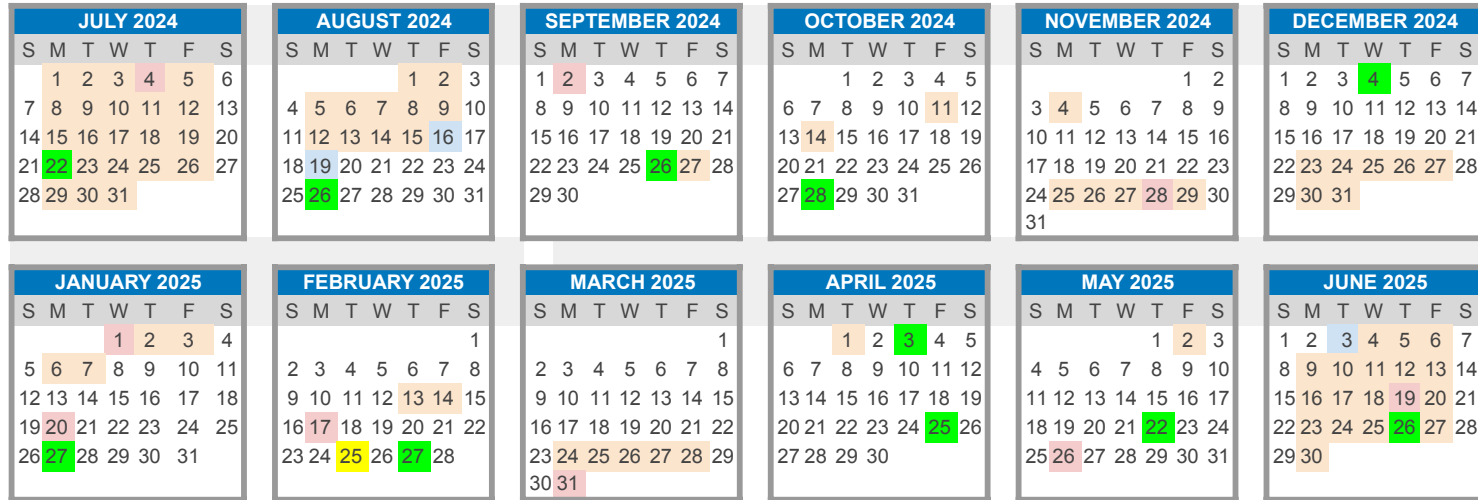 JULY 2024
S M T W T F S
1 2 3 4 5 6
7 8 9 10 11 12 13
14 15 16 17 18 19 20
21 22 23 24 25 26 27
28 29 30 31
AUGUST 2024
S M T W T F S
1 2 3
4 5 6 7 8 9 10
11 12 13 14 15 16 17
18 19 20 21 22 23 24
25 26 27 28 29 30 31
SEPTEMBER 2024
S M T W T F S
1 2 3 4 5 6 7
8 9 10 11 12 13 14
15 16 17 18 19 20 21
22 23 24 25 26 27 28
29 30
OCTOBER 2024
S M T W T F S
1 2 3 4 5
6 7 8 9 10 11 12
13 14 15 16 17 18 19
20 21 22 23 24 25 26
27 28 29 30 31
NOVEMBER 2024
S M T W T F S
1 2
3 4 5 6 7 8 9
10 11 12 13 14 15 16
17 18 19 20 21 22 23
24 25 26 27 28 29 30
31
DECEMBER 2024
S M T W T F S
1 2 3 4 5 6 7
8 9 10 11 12 13 14
15 16 17 18 19 20 21
22 23 24 25 26 27 28
29 30 31
JANUARY 2025
S M T W T F S
1 2 3 4
5 6 7 8 9 10 11
12 13 14 15 16 17 18
19 20 21 22 23 24 25
26 27 28 29 30 31
FEBRUARY 2025
S M T W T F S
1
2 3 4 5 6 7 8
9 10 11 12 13 14 15
16 17 18 19 20 21 22
23 24 25 26 27 28
MARCH 2025
S M T W T F S
1
2 3 4 5 6 7 8
9 10 11 12 13 14 15
16 17 18 19 20 21 22
23 24 25 26 27 28 29
30 31
APRIL 2025
S M T W T F S
1 2 3 4 5
6 7 8 9 10 11 12
13 14 15 16 17 18 19
20 21 22 23 24 25 26
27 28 29 30
MAY 2025
S M T W T F S
1 2 3
4 5 6 7 8 9 10
11 12 13 14 15 16 17
18 19 20 21 22 23 24
25 26 27 28 29 30 31
JUNE 2025
S M T W T F S
1 2 3 4 5 6 7
8 9 10 11 12 13 14
15 16 17 18 19 20 21
22 23 24 25 26 27 28
29 30